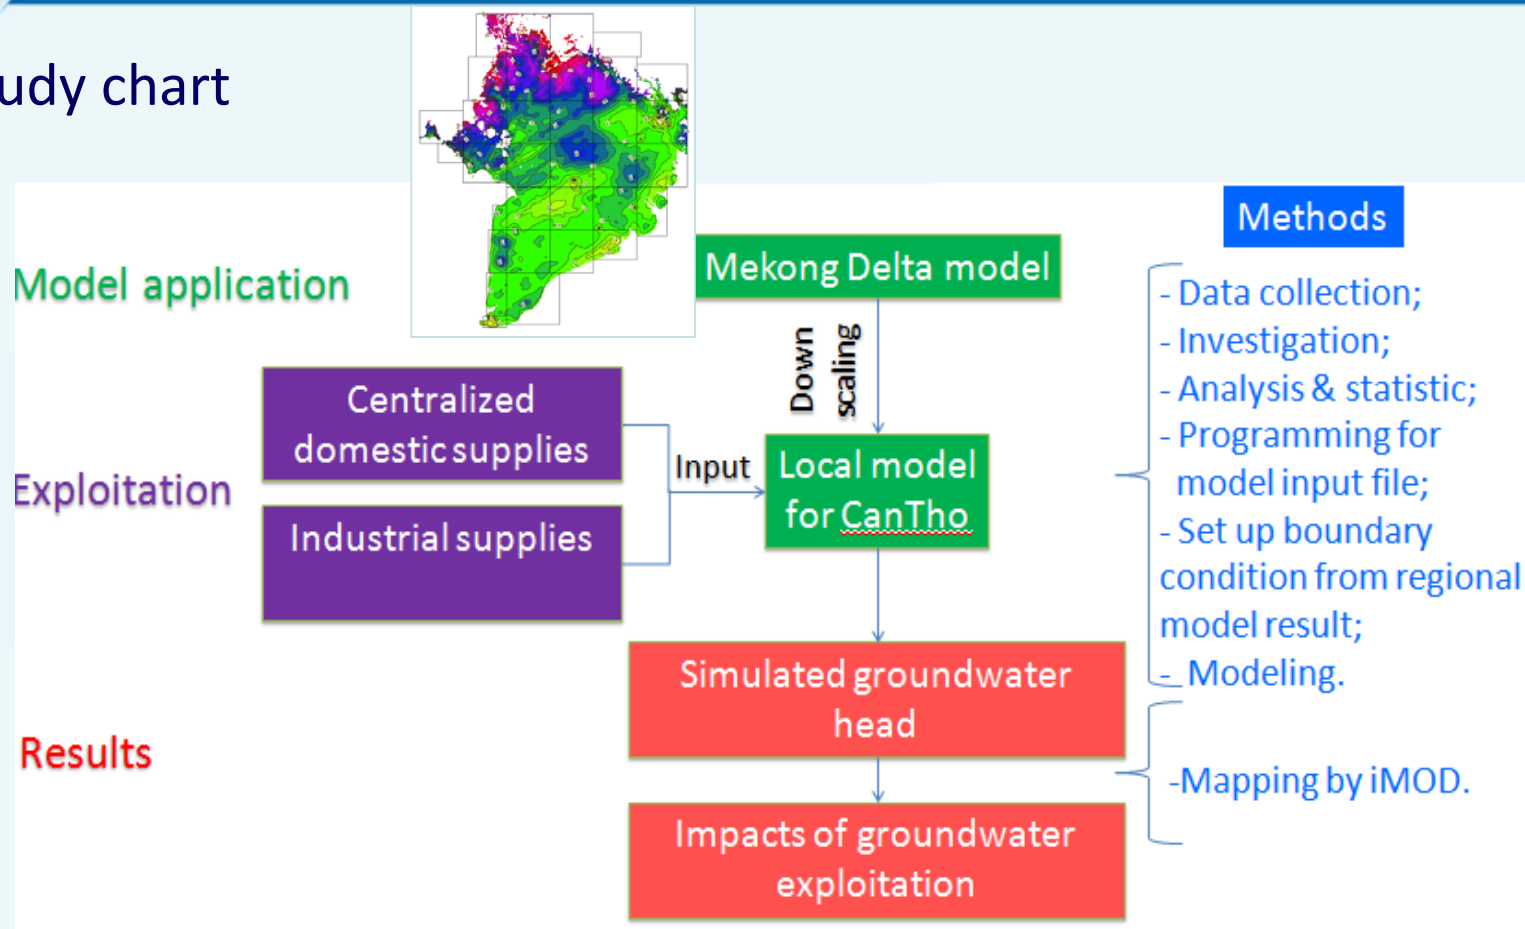 udy chart
Methods
Model application
Mekong Delta model
Down
scaling
Centralized
domestic supplies
Exploitation
Industrial supplies
Input
Local model
for CanTho
- Data collection;
- Investigation;
- Analysis & statistic;
- Programming for
model input file;
- Set up boundary
condition from regional
model result;
- Modeling.
Results
Simulated groundwater
head
-Mapping by iMOD.
Impacts of groundwater
exploitation